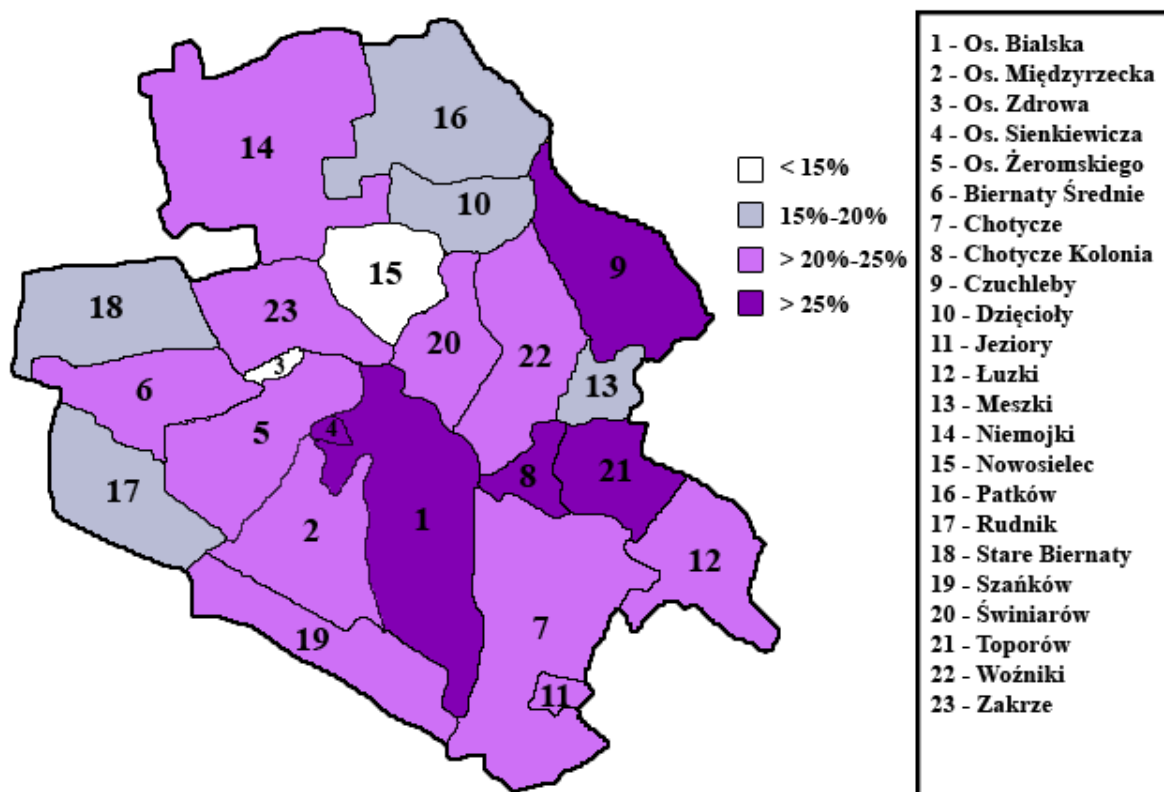 14
16
10
15
9
18
23
20
22
3
13
6
5
4
8
21
17
2
1
12
19
7
11
< 15%
15%-20%
> 20%-25%
> 25%
1 - Os. Bialska
2 - Os. Międzyrzecka
3 - Os. Zdrowa
4 - Os. Sienkiewicza
5 - Os. Żeromskiego
6 - Biernaty Średnie
7 - Chotycze
8 - Chotycze Kolonia
9 - Czuchleby
10 - Dzięcioły
11 - Jeziory
12 - Łuzki
13 - Meszki
14 - Niemojki
15 - Nowosielec
16 - Patków
17 - Rudnik
18 - Stare Biernaty
19 - Szańków
20 - Świniarów
21 - Toporów
22 - Woźniki
23 - Zakrze